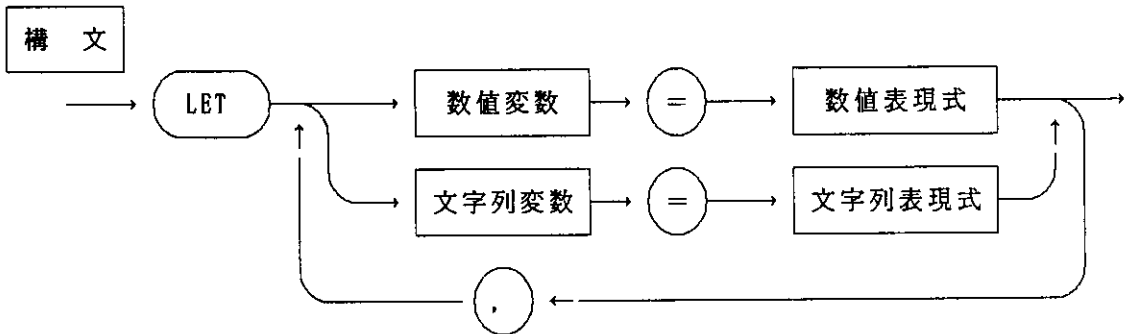 構 文
LET 数値変数 = 数値表現式
文字列変数 = 文字列表現式
,